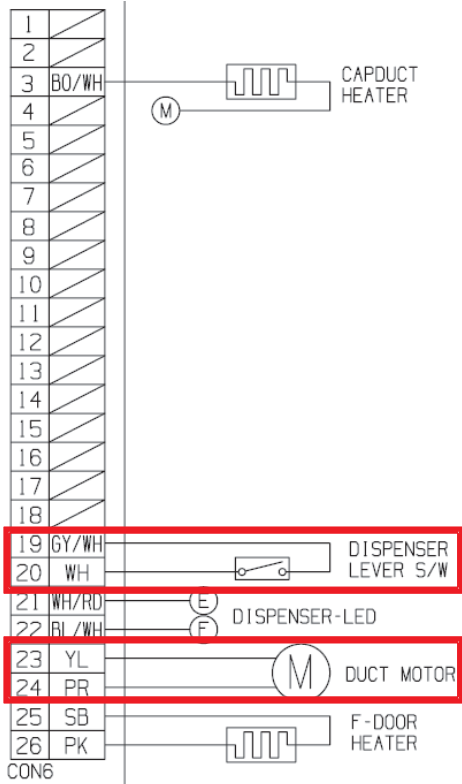 1
2
3 BO/WH CAPDUCT
HEATER
4 M
5
6
7
8
9
10
11
12
13
14
15
16
17
18
19 GY/WH DISPENSER
20 WH LEVER S/W
21 WH/RD E DISPENSER-LED
22 BL/WH F
23 YL M DUCT MOTOR
24 PR
25 SB F-DOOR
26 PK HEATER
CON6